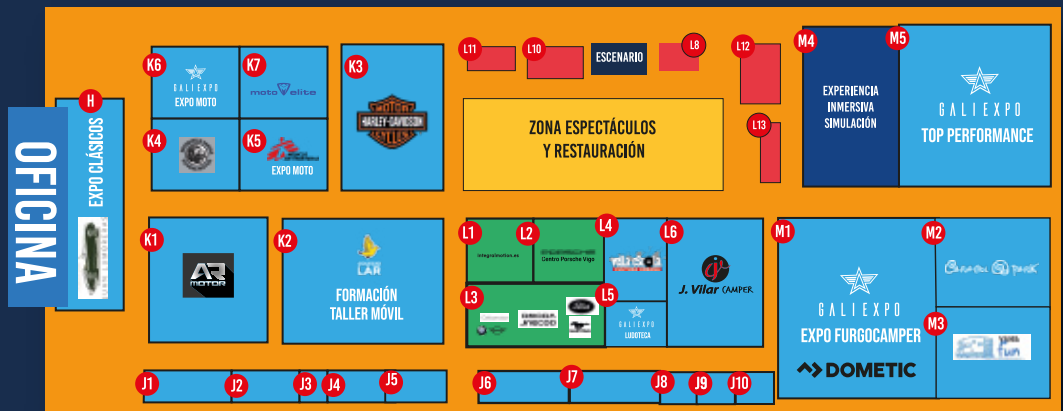 OFICINA
H
EXPO CLÁSICOS
K6
GALIEXPO
EXPO MOTO
K7
moto elite
K4
K5
EXPO MOTO
K3
HARLEY-DAVIDSON
L11
L10
ESCENARIO
L8
L12
L13
ZONA ESPECTÁCULOS
Y RESTAURACIÓN
M4
EXPERIENCIA
INMERSIVA
SIMULACIÓN
M5
GALIEXPO
TOP PERFORMANCE
K1
AR
MOTOR
K2
CAR
FORMACIÓN
TALLER MÓVIL
L1
integralmotion.es
L2
PORSCHE
Centro Porsche Vigo
L3
L4
L5
GALIEXPO
LUDOTECA
L6
J. Vilar CAMPER
M1
GALIEXPO
EXPO FURGOCAMPER
DOMETIC
M2
M3
J1
J2
J3
J4
J5
J6
J7
J8
J9
J10